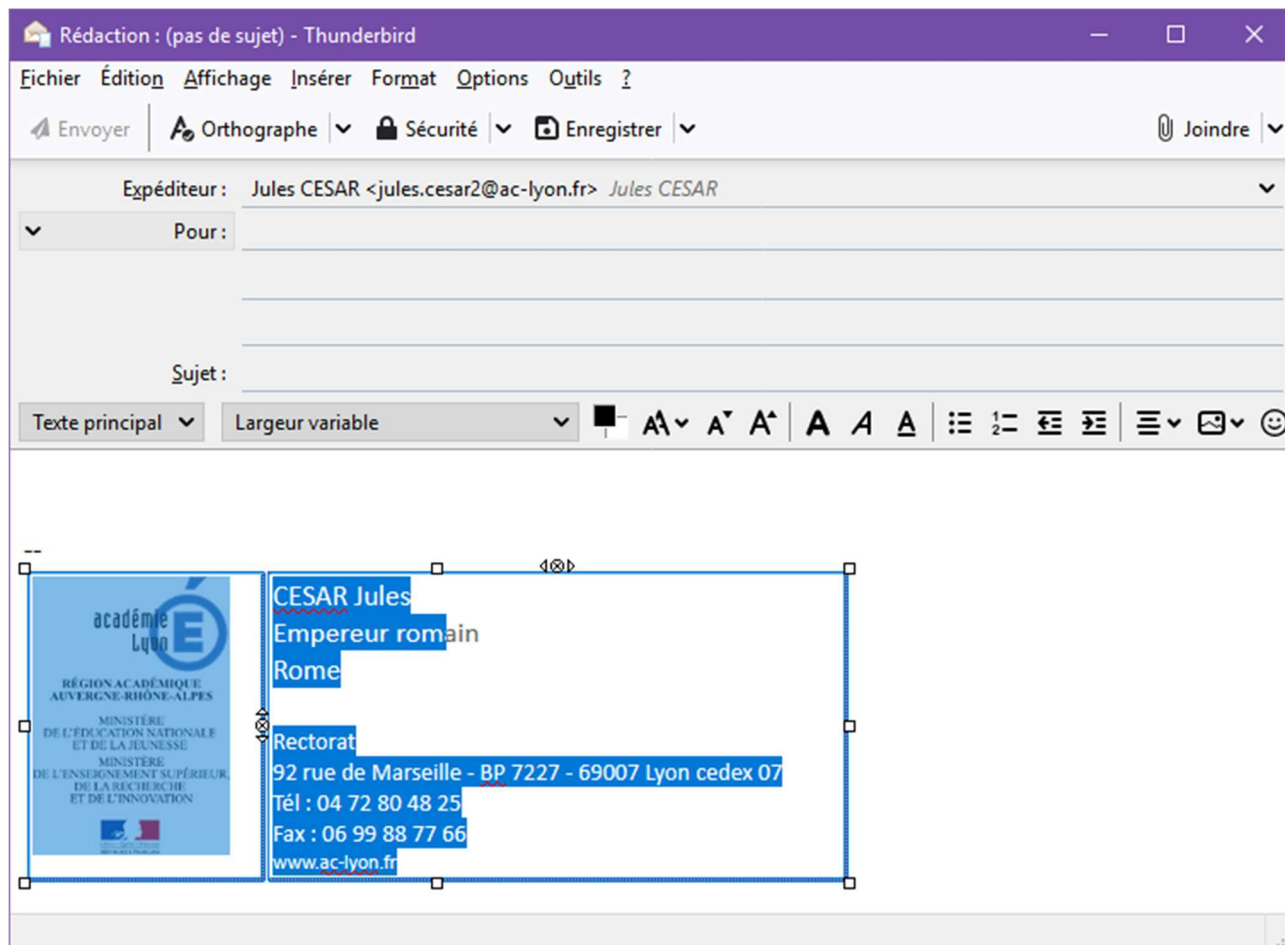 Rédaction : (pas de sujet) - Thunderbird
Fichier Édition Affichage Insérer Format Options Outils ?
Envoyer Orthographe Sécurité Enregistrer Joindre
Expéditeur : Jules CESAR <jules.cesar2@ac-lyon.fr> Jules CESAR
Pour :
Sujet :
Texte principal Largeur variable
--
académie
Lyon
RÉGION ACADÉMIQUE
AUVERGNE-RHÔNE-ALPES
MINISTÈRE
DE L'ÉDUCATION NATIONALE
ET DE LA JEUNESSE
MINISTÈRE
DE L'ENSEIGNEMENT SUPÉRIEUR,
DE LA RECHERCHE
ET DE L'INNOVATION
CESAR Jules
Empereur romain
Rome
Rectorat
92 rue de Marseille - BP 7227 - 69007 Lyon cedex 07
Tél : 04 72 80 48 25
Fax : 06 99 88 77 66
www.ac-lyon.fr